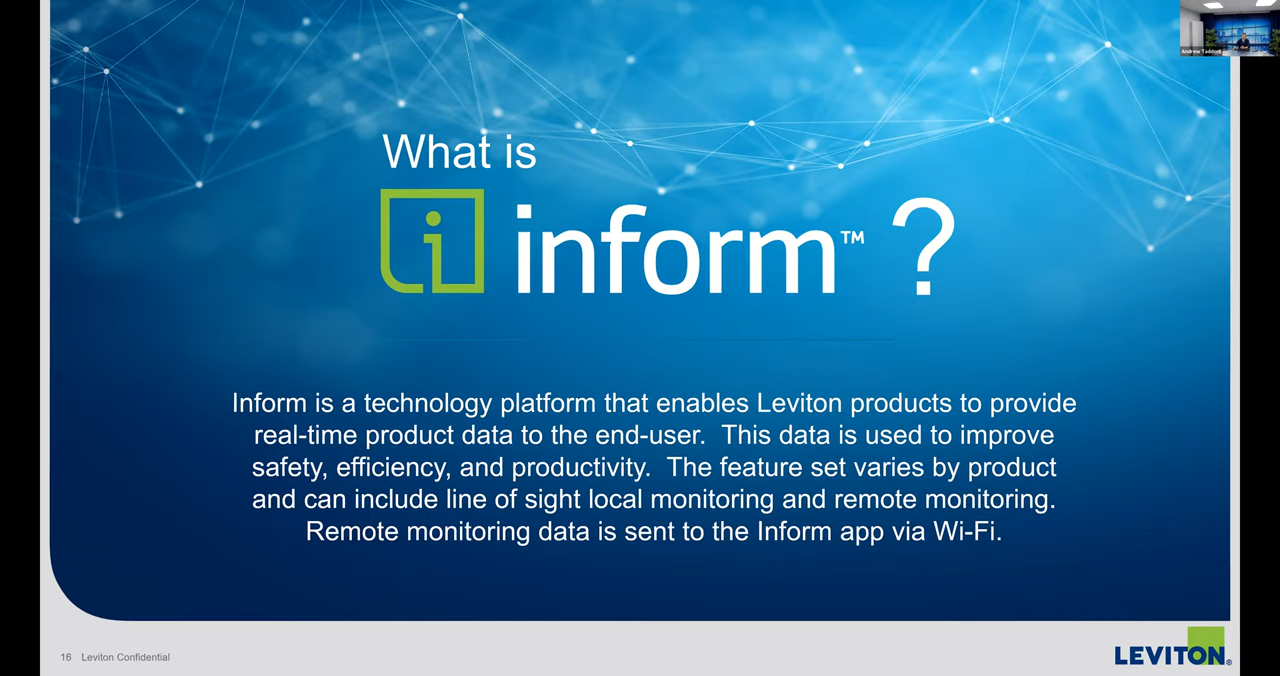 Andrew Taddoni
What is
i inform™ ?
Inform is a technology platform that enables Leviton products to provide
real-time product data to the end-user.  This data is used to improve
safety, efficiency, and productivity.  The feature set varies by product
and can include line of sight local monitoring and remote monitoring.
Remote monitoring data is sent to the Inform app via Wi-Fi.
16 Leviton Confidential
LEVITON®